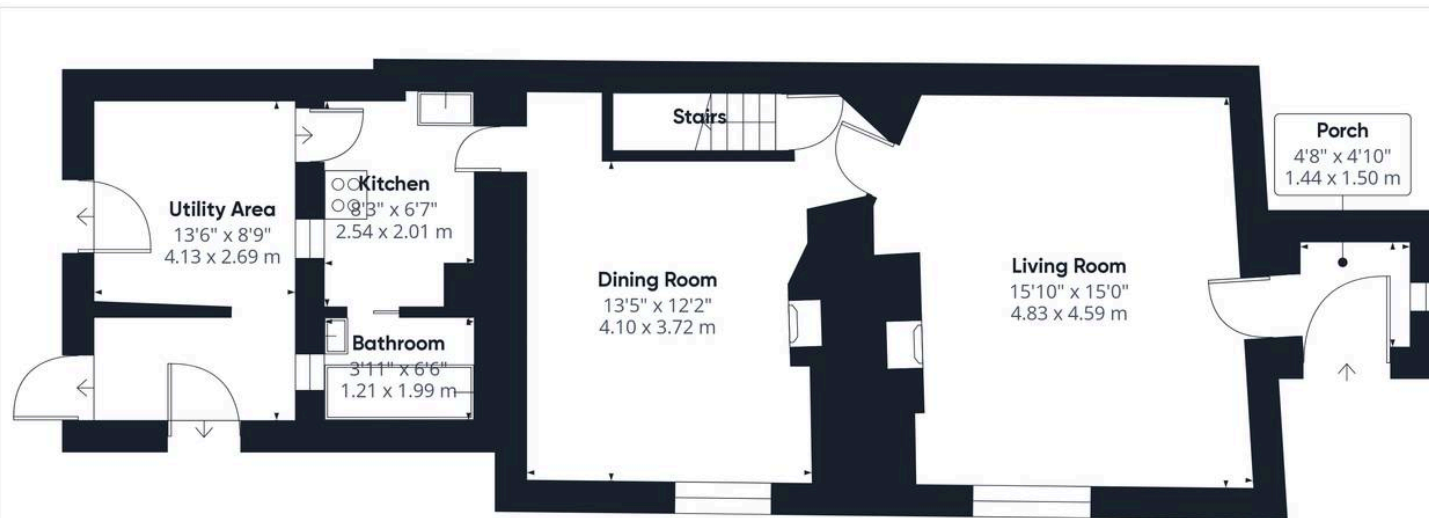 Utility Area
13'6" x 8'9"
4.13 x 2.69 m
Kitchen
8'3" x 6'7"
2.54 x 2.01 m
Bathroom
3'11" x 6'6"
1.21 x 1.99 m
Stairs
Dining Room
13'5" x 12'2"
4.10 x 3.72 m
Living Room
15'10" x 15'0"
4.83 x 4.59 m
Porch
4'8" x 4'10"
1.44 x 1.50 m